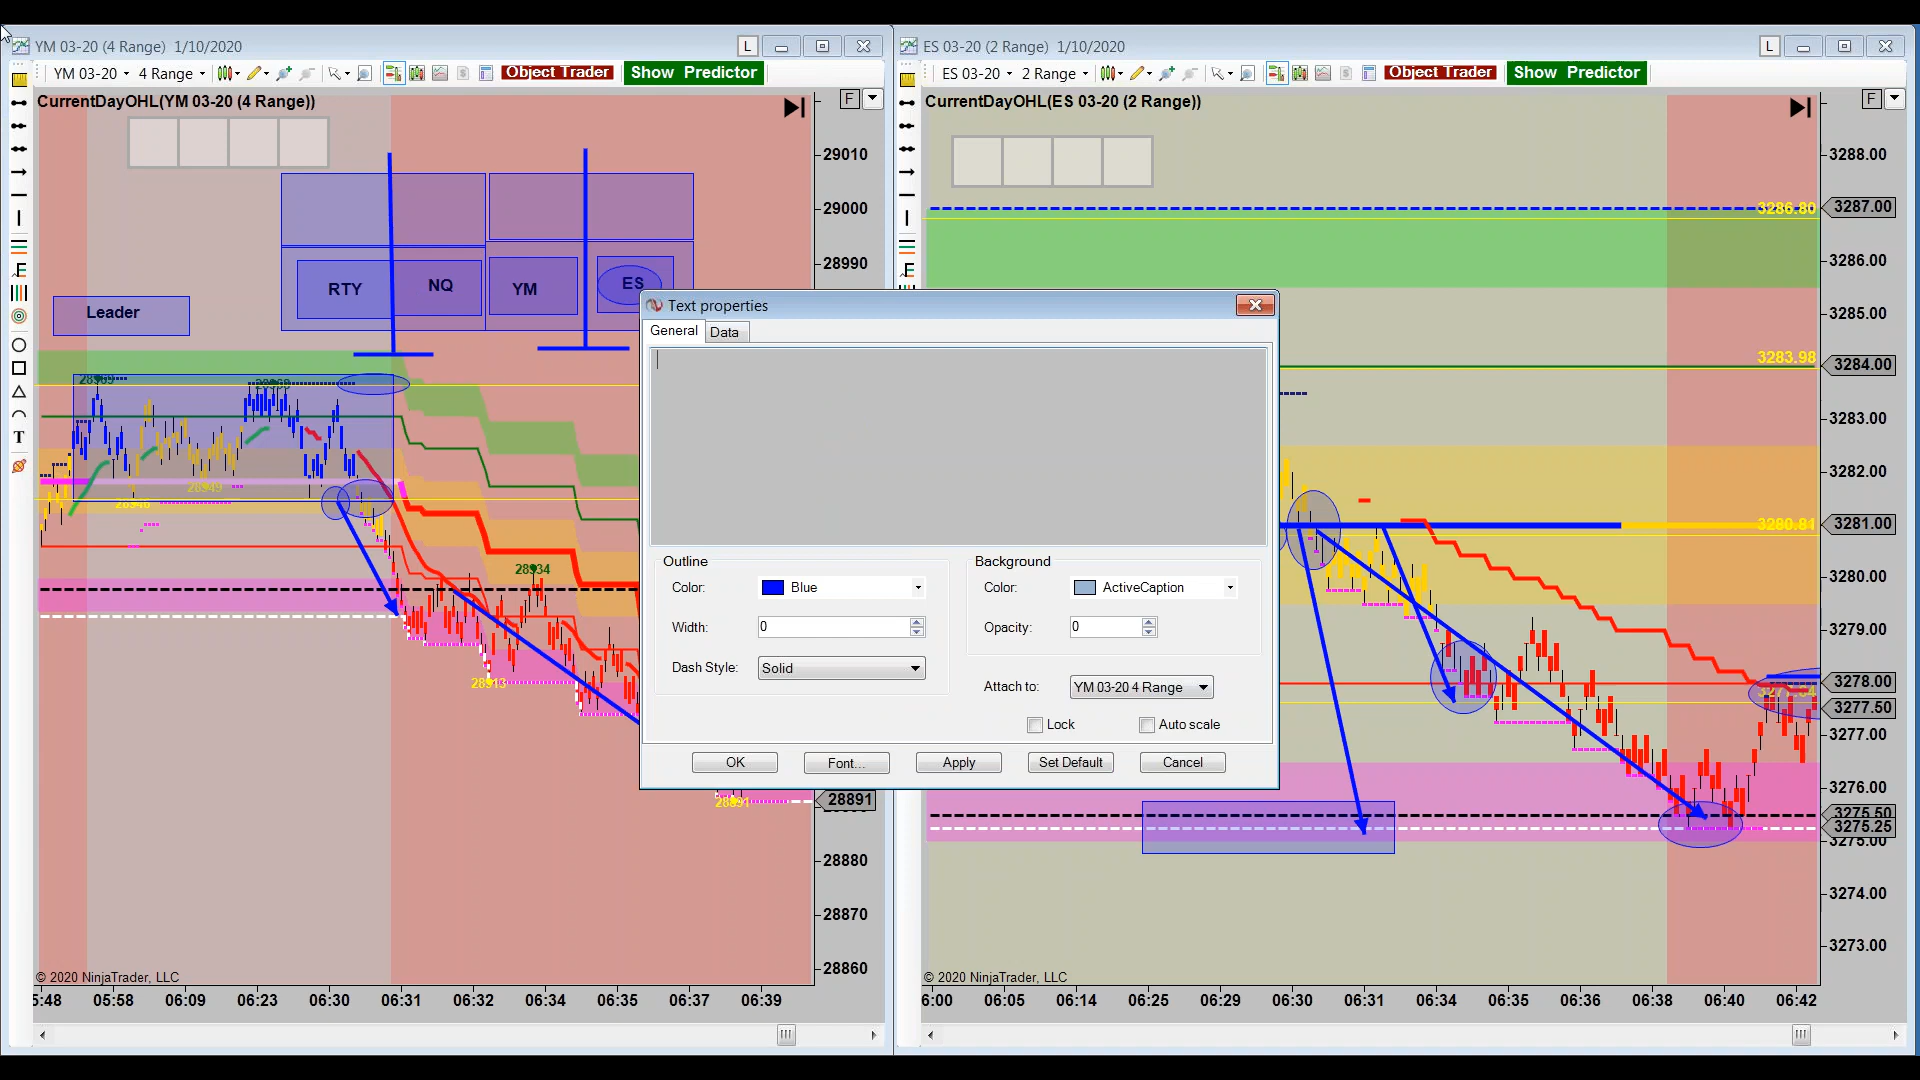 YM 03-20 (4 Range) 1/10/2020
L
YM 03-20 4 Range Object Trader Show Predictor
CurrentDayOHL(YM 03-20 (4 Range))
F
29010
29000
28990
RTY NQ YM ES
Leader
28969 28968
28949
28946
28934
28913
28891
28891
28880
28870
28860
© 2020 NinjaTrader, LLC
5:48 05:58 06:09 06:23 06:30 06:31 06:32 06:34 06:35 06:37 06:39
Text properties
General Data
Outline
Color: Blue
Width: 0
Dash Style: Solid
Background
Color: ActiveCaption
Opacity: 0
Attach to: YM 03-20 4 Range
Lock Auto scale
OK Font... Apply Set Default Cancel
ES 03-20 (2 Range) 1/10/2020
L
ES 03-20 2 Range Object Trader Show Predictor
CurrentDayOHL(ES 03-20 (2 Range))
F
3288.00
3286.80 3287.00
3286.00
3285.00
3283.98 3284.00
3283.00
3282.00
3280.81 3281.00
3280.00
3279.00
3278.00
3277.50
3277.00
3276.00
3275.50
3275.25
3275.00
3274.00
3273.00
© 2020 NinjaTrader, LLC
6:00 06:05 06:14 06:25 06:29 06:30 06:31 06:34 06:35 06:36 06:38 06:40 06:42